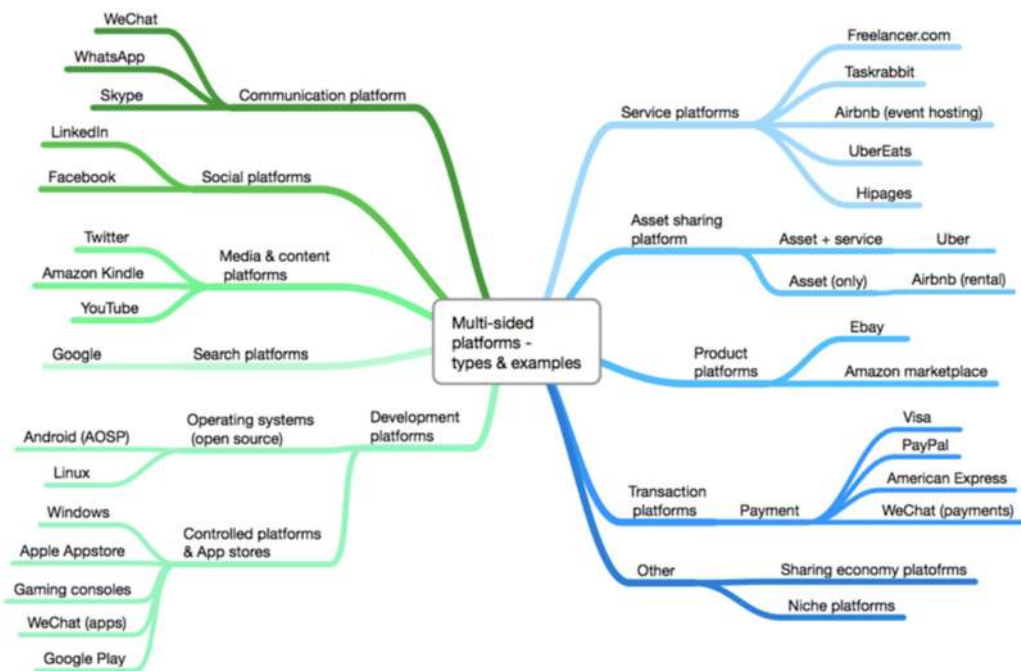 WeChat
WhatsApp
Skype
Communication platform
LinkedIn
Facebook
Social platforms
Twitter
Amazon Kindle
YouTube
Media & content
platforms
Google
Search platforms
Android (AOSP)
Linux
Operating systems
(open source)
Development
platforms
Windows
Apple Appstore
Gaming consoles
WeChat (apps)
Google Play
Controlled platforms
& App stores
Multi-sided
platforms -
types & examples
Service platforms
Freelancer.com
Taskrabbit
Airbnb (event hosting)
UberEats
Hipages
Asset sharing
platform
Asset + service
Uber
Asset (only)
Airbnb (rental)
Product
platforms
Ebay
Amazon marketplace
Transaction
platforms
Payment
Visa
PayPal
American Express
WeChat (payments)
Other
Sharing economy platofrms
Niche platforms